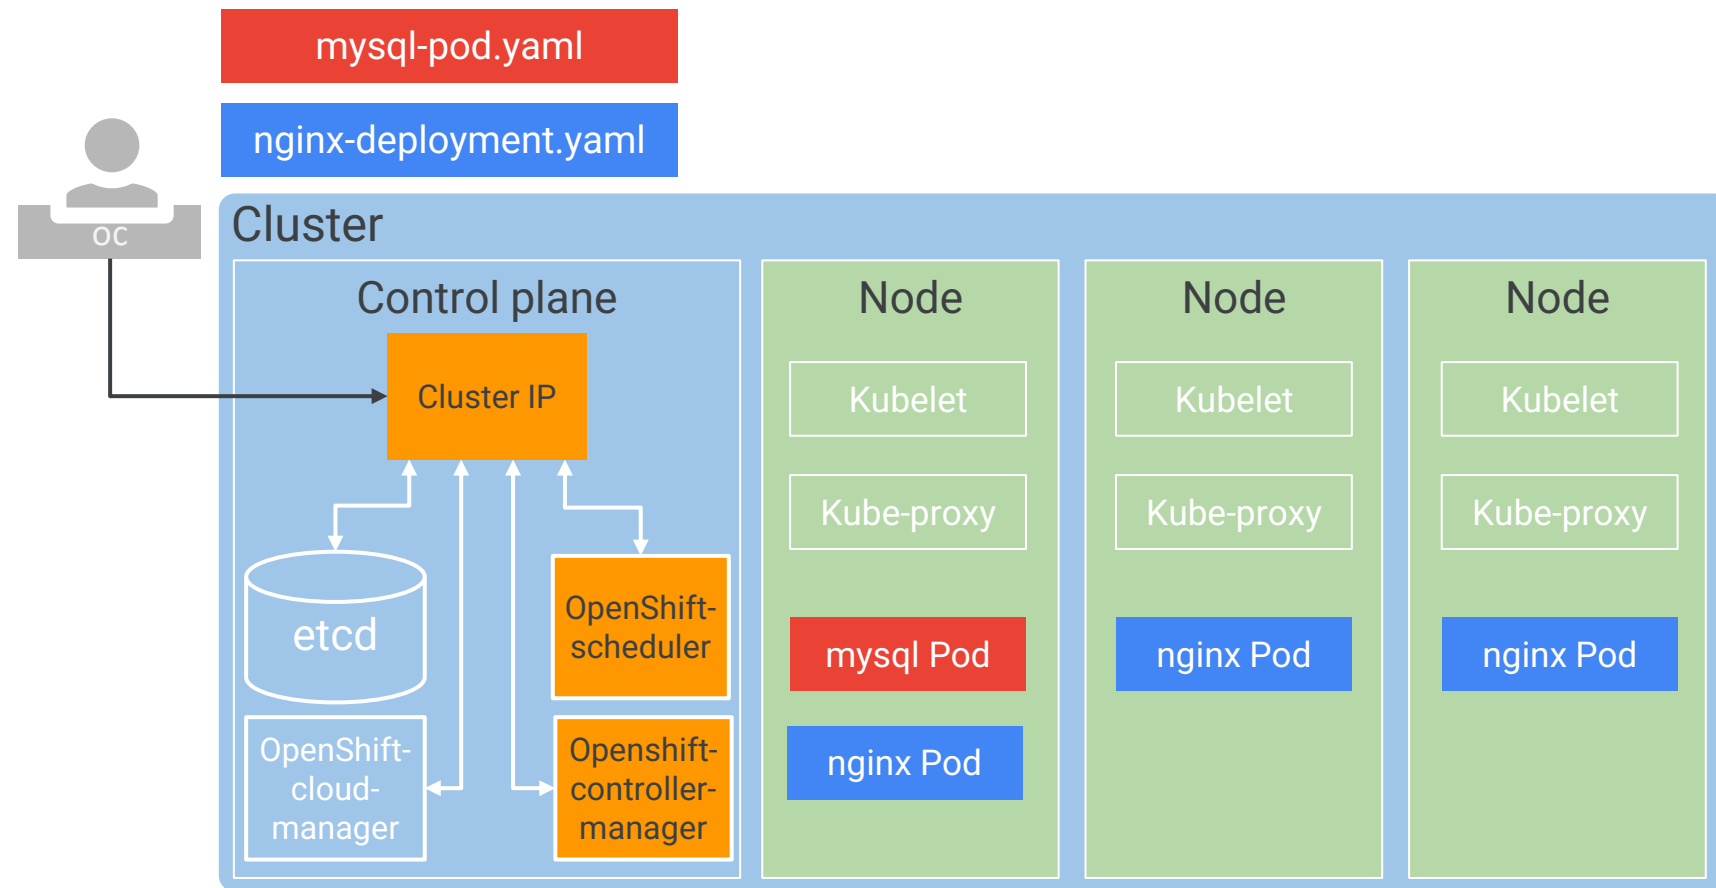 mysql-pod.yaml
nginx-deployment.yaml
oc
Cluster
Control plane
Cluster IP
etcd
OpenShift-
scheduler
OpenShift-
cloud-
manager
Openshift-
controller-
manager
Node
Kubelet
Kube-proxy
mysql Pod
nginx Pod
Node
Kubelet
Kube-proxy
nginx Pod
Node
Kubelet
Kube-proxy
nginx Pod